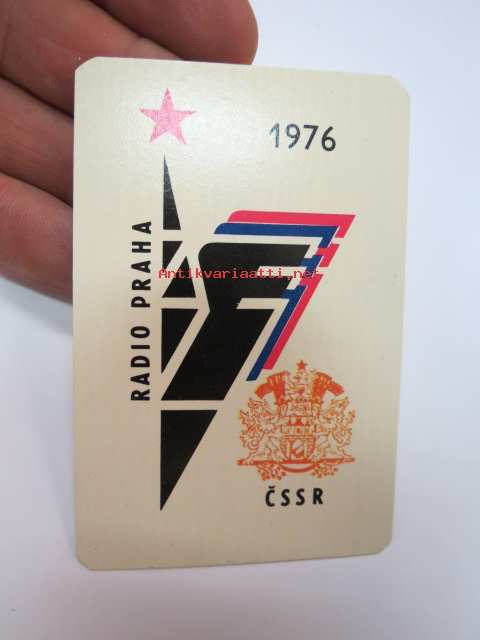 1976
RADIO PRAHA
Antikvariaatti.net
ČSSR